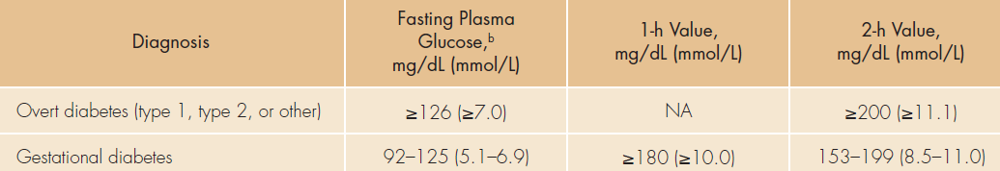 Diagnosis
Fasting Plasma
Glucose,ᵇ
mg/dL (mmol/L)
1-h Value,
mg/dL (mmol/L)
2-h Value,
mg/dL (mmol/L)
Overt diabetes (type 1, type 2, or other)
≥126 (≥7.0)
NA
≥200 (≥11.1)
Gestational diabetes
92–125 (5.1–6.9)
≥180 (≥10.0)
153–199 (8.5–11.0)